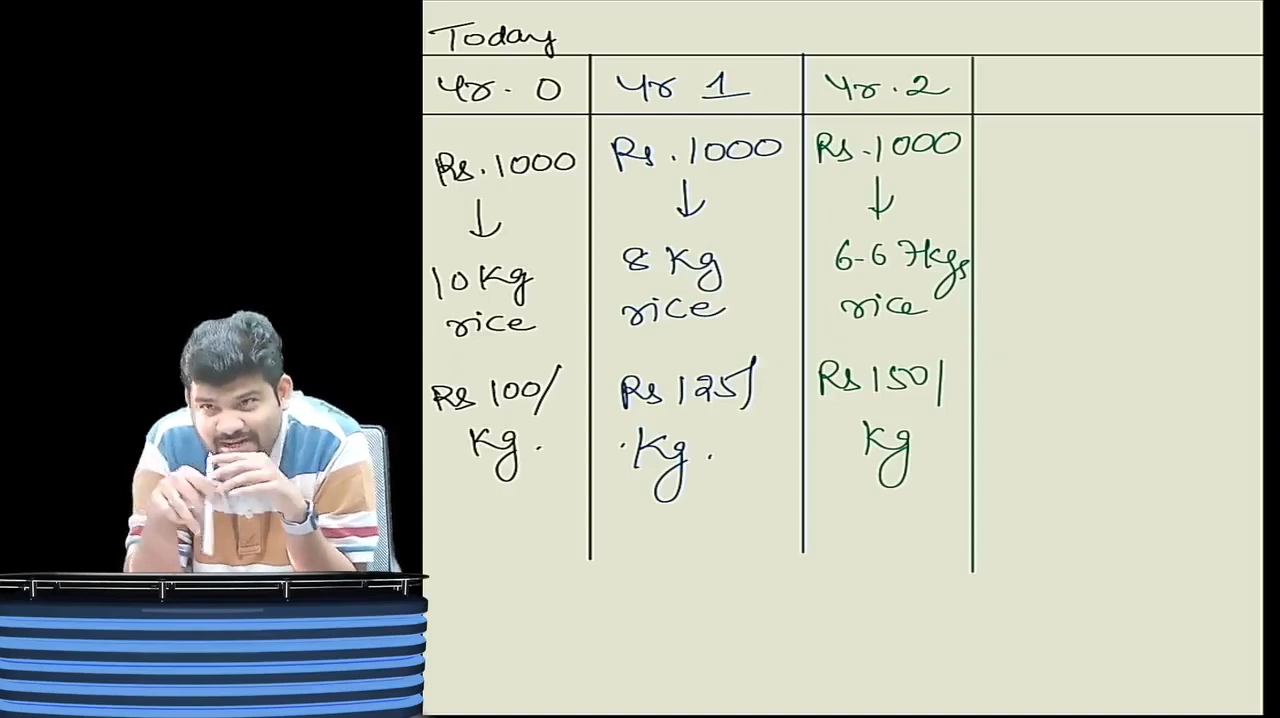 Today
Yr. 0
Rs. 1000
↓
10 Kg
rice
Rs 100/
Kg.
Yr 1
Rs. 1000
↓
8 Kg
rice
Rs 125/
Kg.
Yr. 2
Rs. 1000
↓
6.67 Kgs
rice
Rs 150/
Kg